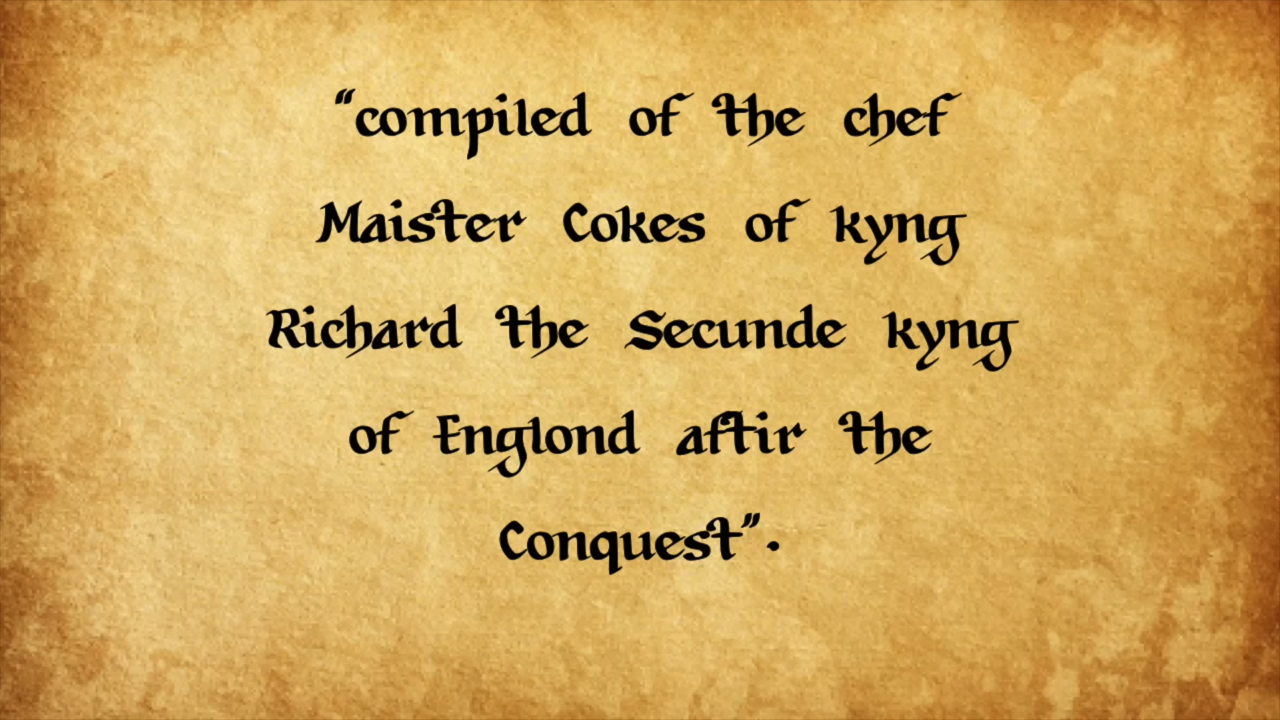 “compiled of the chef
Maister Cokes of kyng
Richard the Secunde kyng
of Englond aftir the
Conquest”.